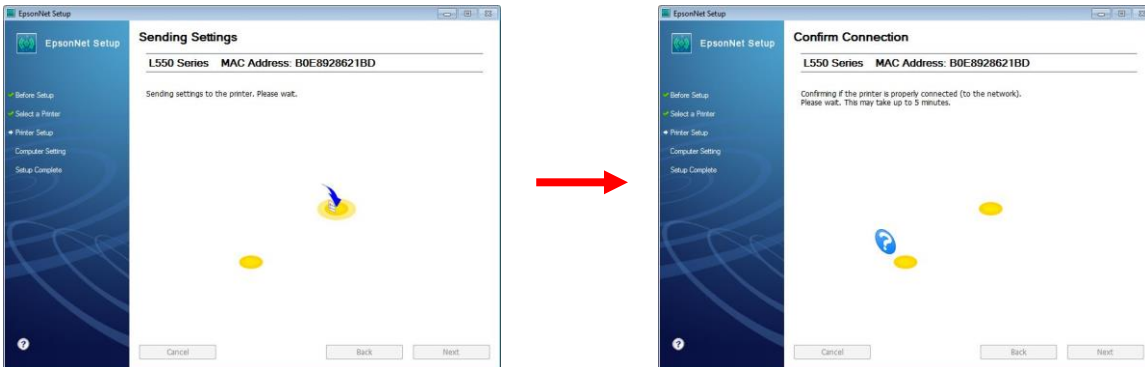 EpsonNet Setup
EpsonNet Setup
Sending Settings
L550 Series MAC Address: B0E8928621BD
Before Setup
Select a Printer
Printer Setup
Computer Setting
Setup Complete
Sending settings to the printer. Please wait.
?
Cancel
Back
Next
EpsonNet Setup
EpsonNet Setup
Confirm Connection
L550 Series MAC Address: B0E8928621BD
Before Setup
Select a Printer
Printer Setup
Computer Setting
Setup Complete
Confirming if the printer is properly connected (to the network).
Please wait. This may take up to 5 minutes.
?
?
Cancel
Back
Next